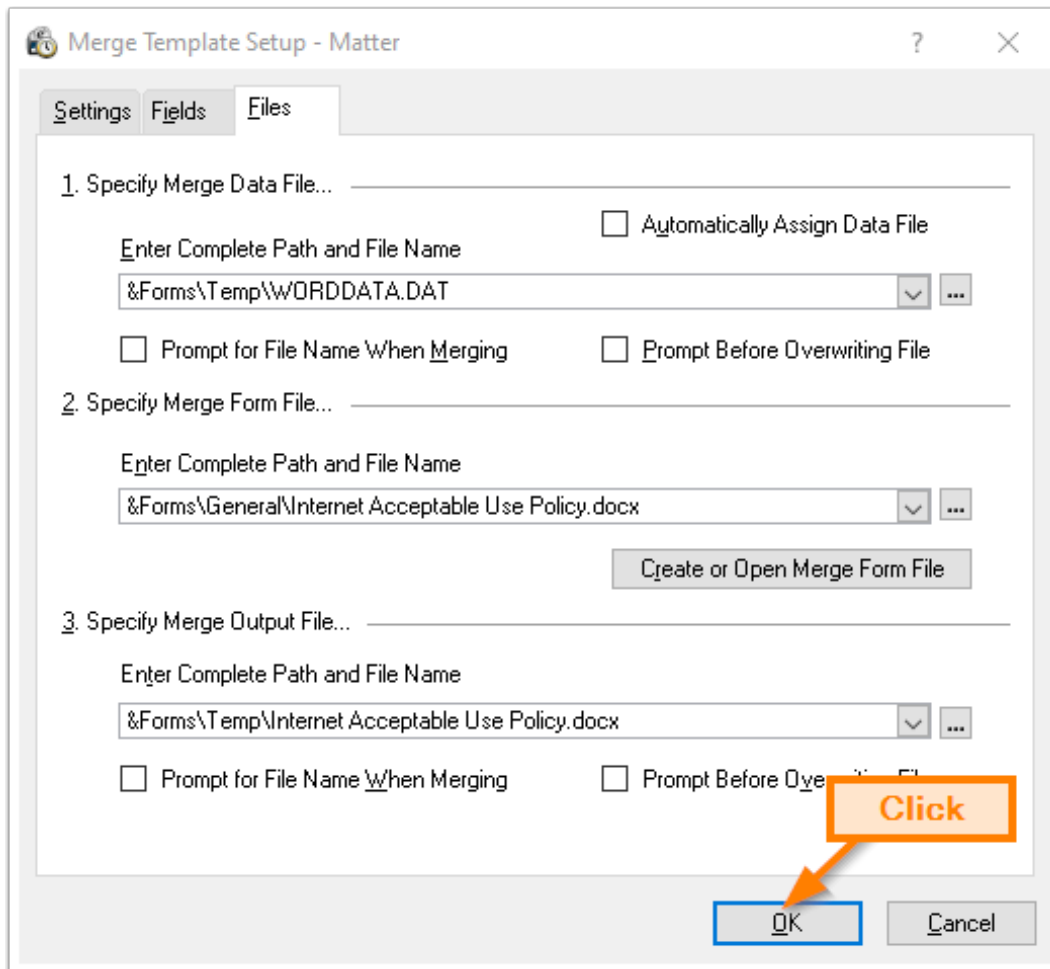 Merge Template Setup - Matter
?
Settings Fields Files
1. Specify Merge Data File...
Automatically Assign Data File
Enter Complete Path and File Name
&Forms\Temp\WORDDATA.DAT
...
Prompt for File Name When Merging Prompt Before Overwriting File
2. Specify Merge Form File...
Enter Complete Path and File Name
&Forms\General\Internet Acceptable Use Policy.docx
...
Create or Open Merge Form File
3. Specify Merge Output File...
Enter Complete Path and File Name
&Forms\Temp\Internet Acceptable Use Policy.docx
...
Prompt for File Name When Merging Prompt Before
Click
OK Cancel